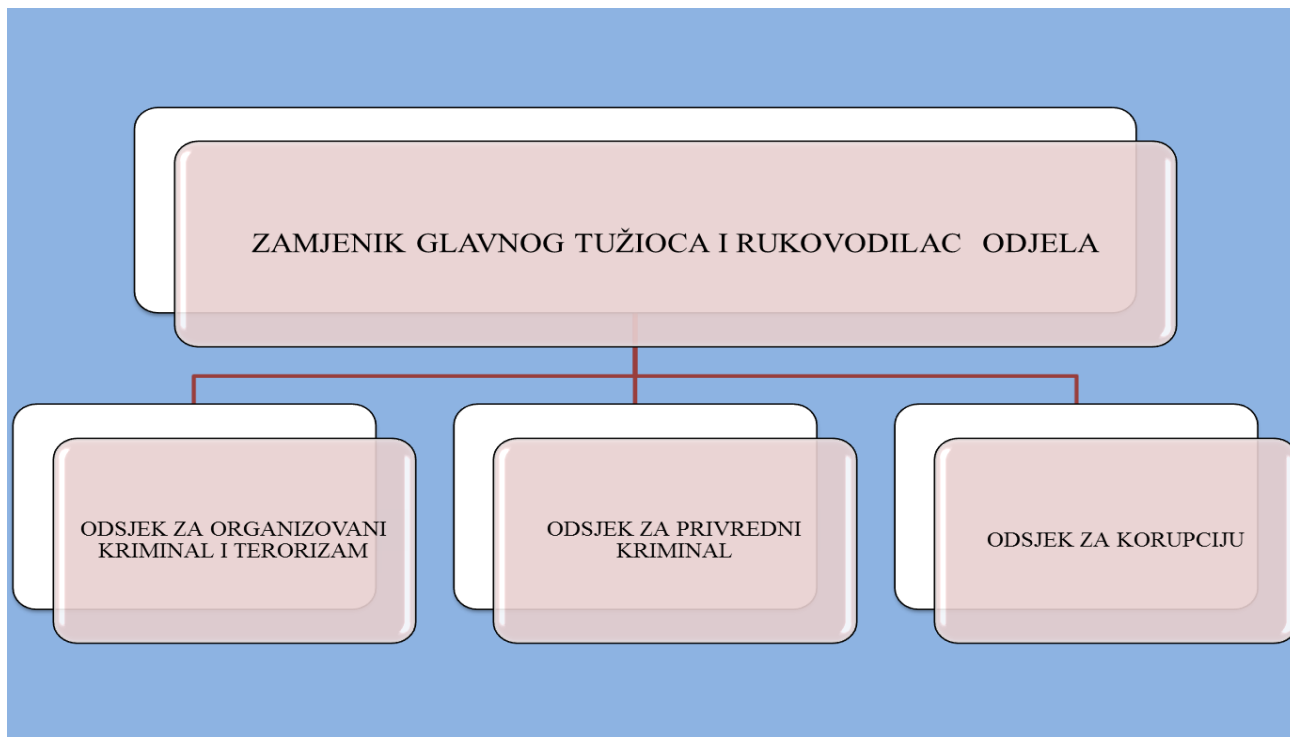 ZAMJENIK GLAVNOG TUŽIOCA I RUKOVODILAC ODJELA
ODSJEK ZA ORGANIZOVANI
KRIMINAL I TERORIZAM
ODSJEK ZA PRIVREDNI
KRIMINAL
ODSJEK ZA KORUPCIJU